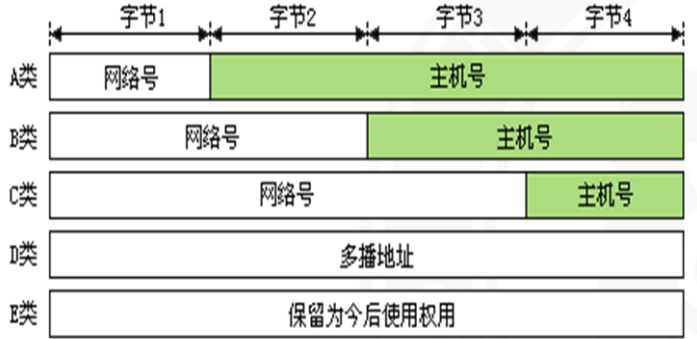 字节1 字节2 字节3 字节4
A类 网络号 主机号
B类 网络号 主机号
C类 网络号 主机号
D类 多播地址
E类 保留为今后使用权用